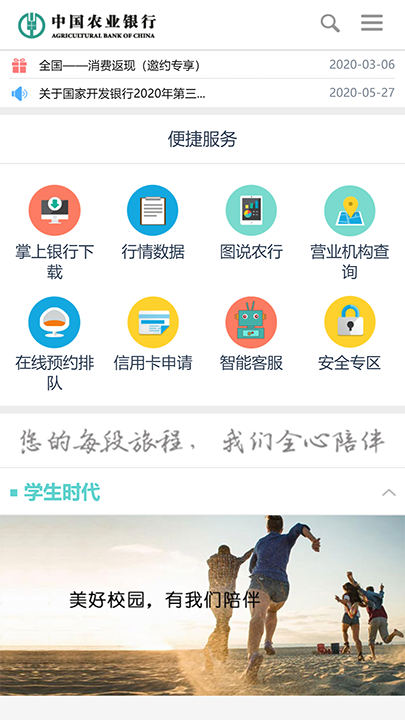 中国农业银行
AGRICULTURAL BANK OF CHINA
全国——消费返现（邀约专享）
2020-03-06
关于国家开发银行2020年第三...
2020-05-27
便捷服务
掌上银行下
载
行情数据
图说农行
营业机构查
询
在线预约排
队
信用卡申请
智能客服
安全专区
您的每段旅程，我们全心陪伴
学生时代
美好校园，有我们陪伴